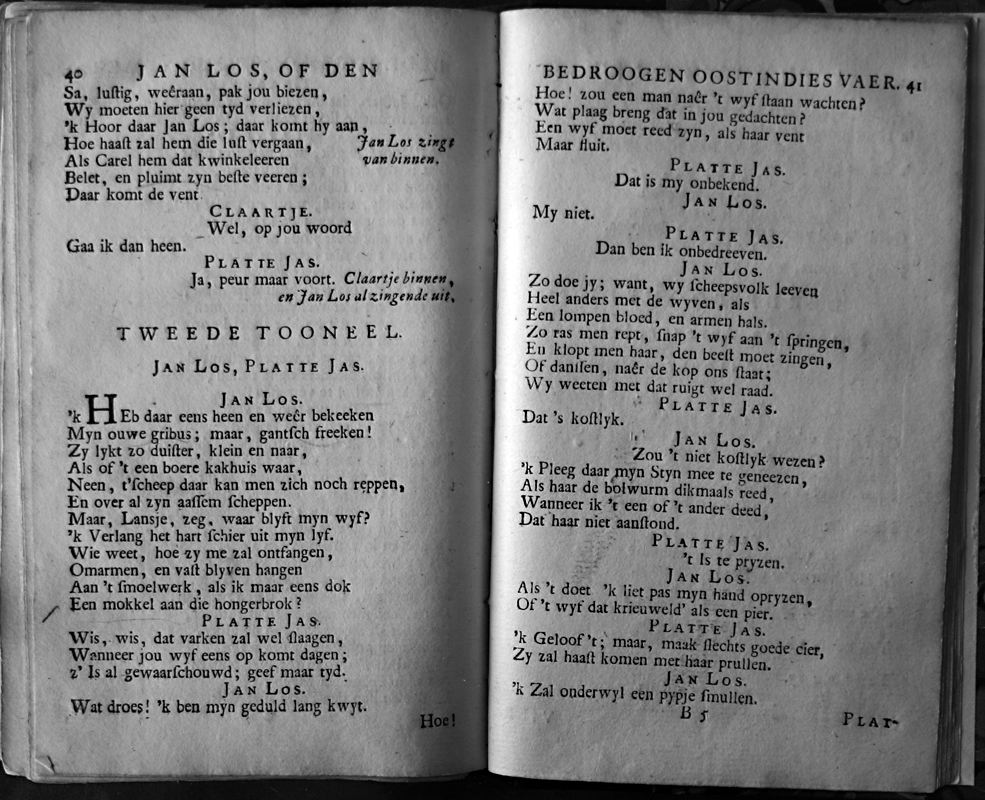 40 JAN LOS, OF DEN
Sa, luſtig, weêraan, pak jou biezen,
Wy moeten hier geen tyd verliezen,
'k Hoor daar Jan Los; daar komt hy aan,
Hoe haaſt zal hem die luſt vergaan, Jan Los zingt
Als Carel hem dat kwinkeleeren van binnen.
Belet, en pluimt zyn beſte veeren;
Daar komt de vent
CLAARTJE.
Wel, op jou woord
Gaa ik dan heen.
PLATTE JAS.
Ja, peur maar voort. Claartje binnen,
en Jan Los al zingende uit.
TWEEDE TOONEEL.
JAN LOS, PLATTE JAS.
JAN LOS.
'k HEb daar eens heen en weêr bekeeken
Myn ouwe gribus; maar, gantſch freeken!
Zy lykt zo duiſter, klein en naar,
Als of 't een boere kakhuis waar,
Neen, t'ſcheep daar kan men zich noch reppen,
En over al zyn aaſſem ſcheppen.
Maar, Lansje, zeg, waar blyft myn wyf?
'k Verlang het hart ſchier uit myn lyf.
Wie weet, hoe zy me zal ontfangen,
Omarmen, en vaſt blyven hangen
Aan 't ſmoelwerk, als ik maar eens dok
Een mokkel aan die hongerbrok?
PLATTE JAS.
Wis, wis, dat varken zal wel ſlaagen,
Wanneer jou wyf eens op komt dagen;
z' Is al gewaarſchouwd; geef maar tyd.
JAN LOS.
Wat droes! 'k ben myn geduld lang kwyt.
Hoe!
BEDROOGEN OOSTINDIES VAER. 41
Hoe! zou een man naêr 't wyf ſtaan wachten?
Wat plaag breng dat in jou gedachten?
Een wyf moet reed zyn, als haar vent
Maar fluit.
PLATTE JAS.
Dat is my onbekend.
JAN LOS.
My niet.
PLATTE JAS.
Dan ben ik onbedreeven.
JAN LOS.
Zo doe jy; want, wy ſcheepsvolk leeven
Heel anders met de wyven, als
Een lompen bloed, en armen hals.
Zo ras men rept, ſnap 't wyf aan 't ſpringen,
En klopt men haar, den beeſt moet zingen,
Of danſſen, naêr de kop ons ſtaat;
Wy weeten met dat ruigt wel raad.
PLATTE JAS.
Dat 's koſtlyk.
JAN LOS.
Zou 't niet koſtlyk wezen?
'k Pleeg daar myn Styn mee te geneezen,
Als haar de bolwurm dikmaals reed,
Wanneer ik 't een of 't ander deed,
Dat haar niet aanſtond.
PLATTE JAS.
't Is te pryzen.
JAN LOS.
Als 't doet 'k liet pas myn hand opryzen,
Of 't wyf dat krieuweld' als een pier.
PLATTE JAS.
'k Geloof 't; maar, maak ſlechts goede cier,
Zy zal haaſt komen met haar prullen.
JAN LOS.
'k Zal onderwyl een pypje ſmullen.
B 5 PLAT-